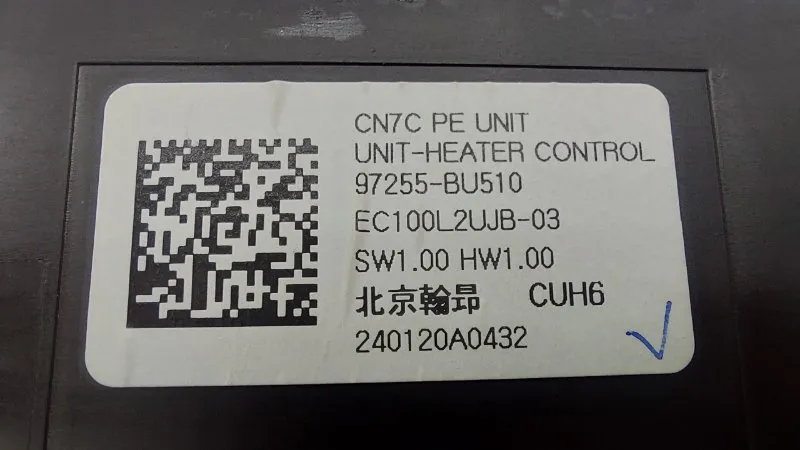 CN7C PE UNIT
UNIT-HEATER CONTROL
97255-BU510
EC100L2UJB-03
SW1.00 HW1.00
北京翰昻 CUH6
240120A0432